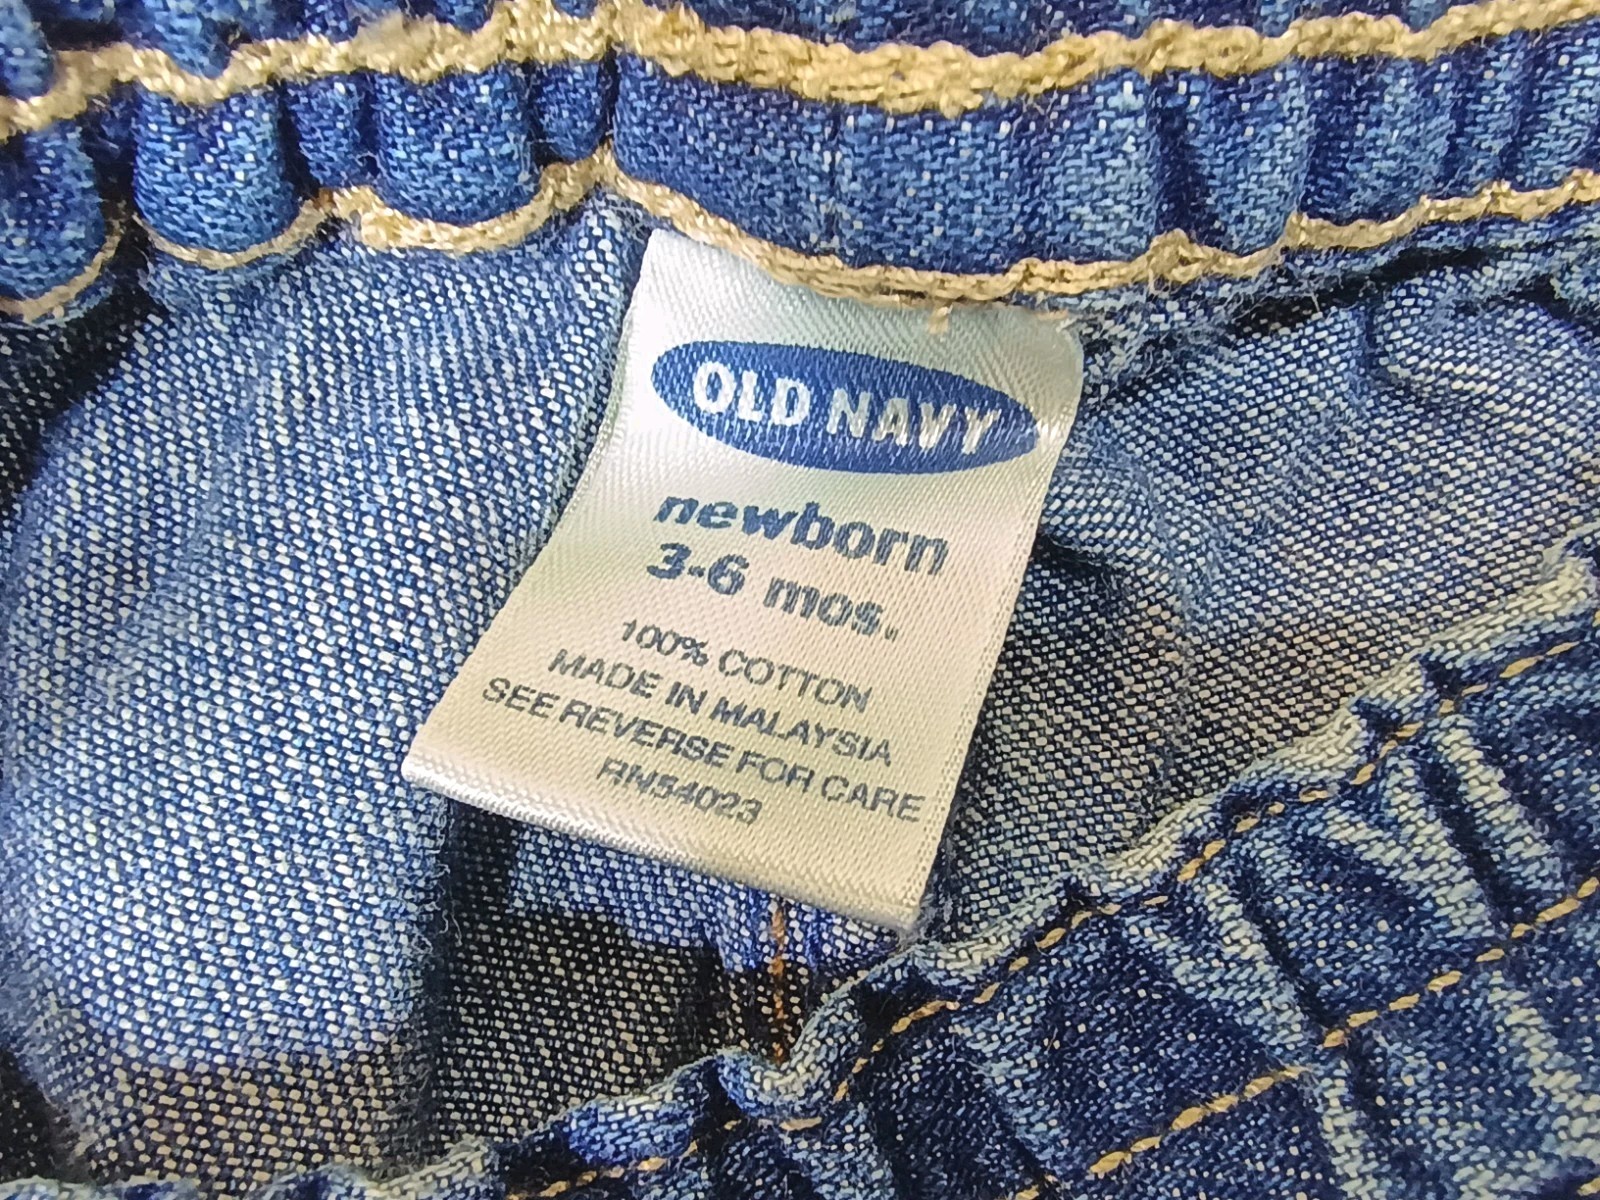 OLD NAVY
newborn
3-6 mos.
100% COTTON
MADE IN MALAYSIA
SEE REVERSE FOR CARE
RN54023